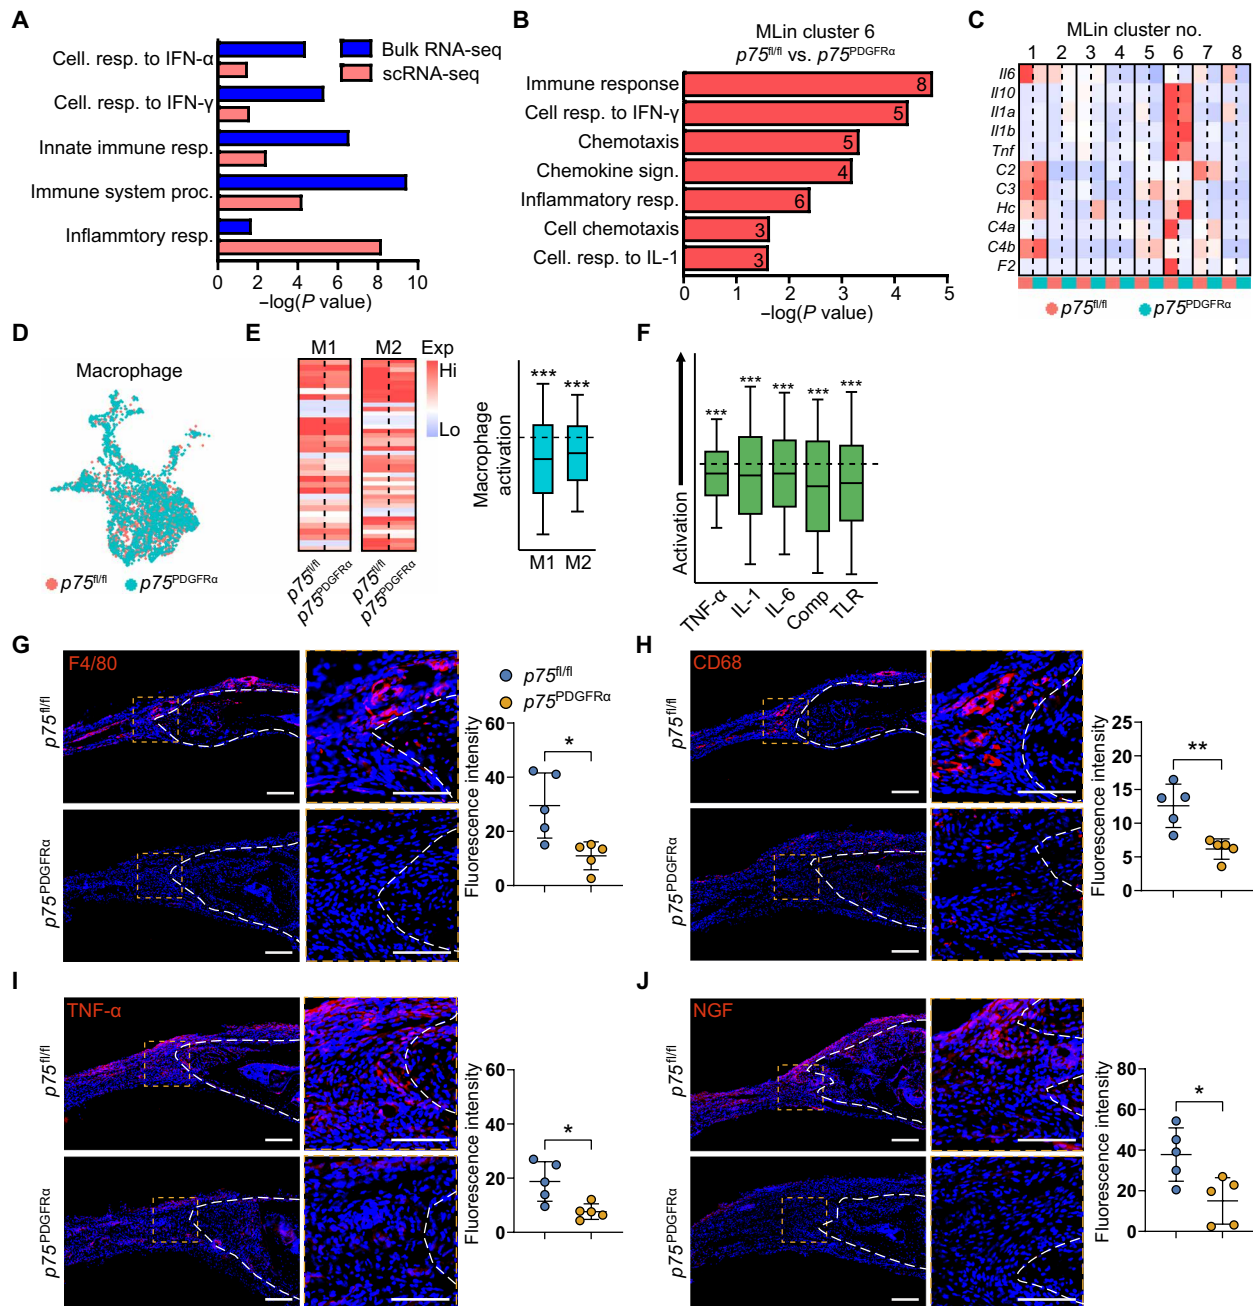 A
Cell. resp. to IFN-α
Cell. resp. to IFN-γ
Innate immune resp.
Immune system proc.
Inflammtory resp.
Bulk RNA-seq
scRNA-seq
0 2 4 6 8 10
−log(P value)
B
MLin cluster 6
p75fl/fl vs. p75PDGFRα
Immune response 8
Cell resp. to IFN-γ 5
Chemotaxis 5
Chemokine sign. 4
Inflammatory resp. 6
Cell chemotaxis 3
Cell. resp. to IL-1 3
0 1 2 3 4 5
−log(P value)
C
MLin cluster no.
1 2 3 4 5 6 7 8
Il6
Il10
Il1a
Il1b
Tnf
C2
C3
Hc
C4a
C4b
F2
p75fl/fl p75PDGFRα
D
Macrophage
p75fl/fl p75PDGFRα
E
M1 M2
Exp
Hi
Lo
p75fl/fl
p75PDGFRα
p75fl/fl
p75PDGFRα
Macrophage
activation
*** ***
M1 M2
F
Activation
*** *** *** *** ***
TNF-α IL-1 IL-6 Comp TLR
G
F4/80
p75fl/fl
p75PDGFRα
p75fl/fl
p75PDGFRα
Fluorescence intensity
60
40
20
0
*
H
CD68
p75fl/fl
p75PDGFRα
Fluorescence intensity
25
20
15
10
5
0
**
I
TNF-α
p75fl/fl
p75PDGFRα
Fluorescence intensity
60
40
20
0
*
J
NGF
p75fl/fl
p75PDGFRα
Fluorescence intensity
80
60
40
20
0
*